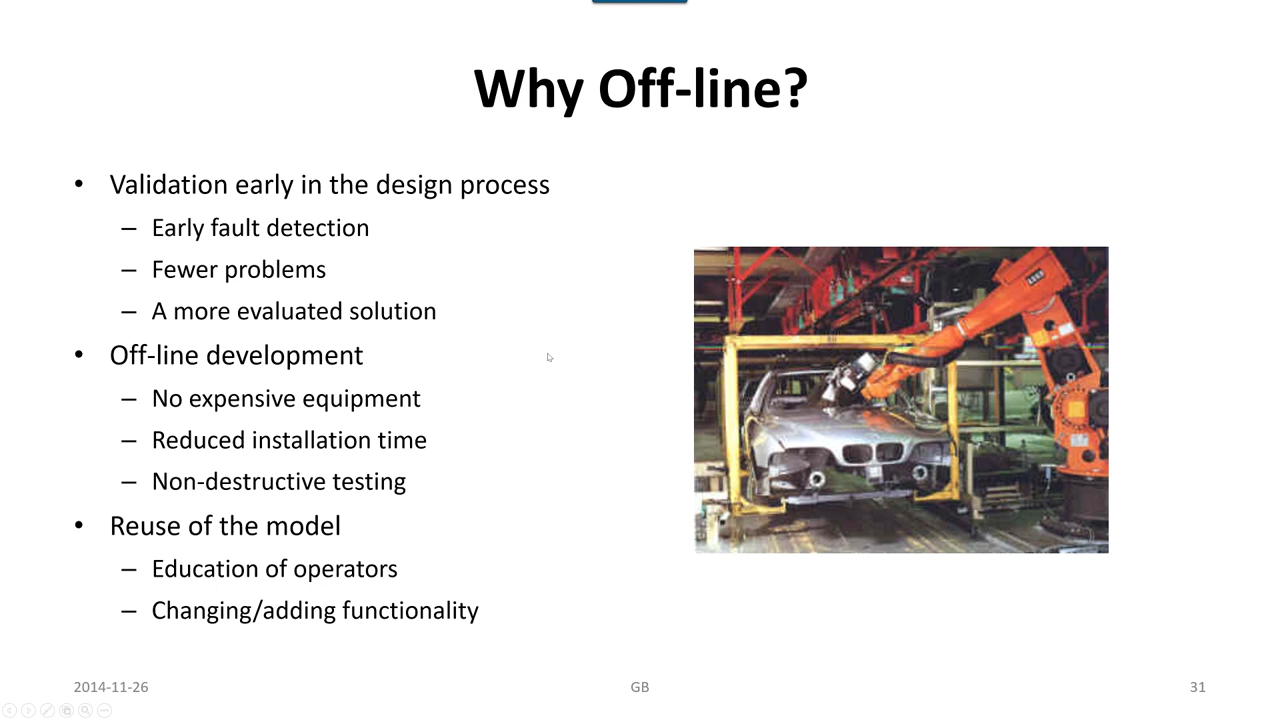 Why Off-line?
• Validation early in the design process
– Early fault detection
– Fewer problems
– A more evaluated solution
• Off-line development
– No expensive equipment
– Reduced installation time
– Non-destructive testing
• Reuse of the model
– Education of operators
– Changing/adding functionality
2014-11-26
GB
31